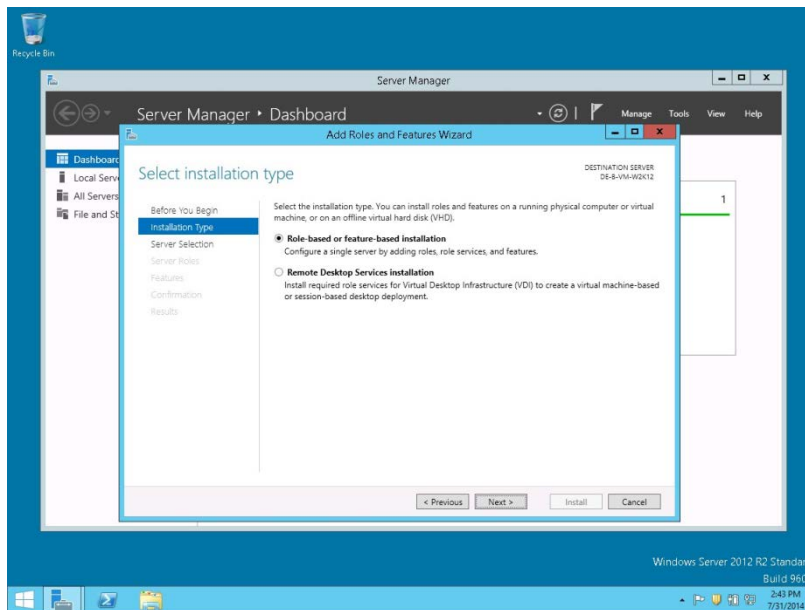 Recycle Bin
Server Manager
Server Manager • Dashboard
Manage Tools View Help
Add Roles and Features Wizard
Dashboard
Local Serv
All Servers
File and St
1
Select installation type
DESTINATION SERVER
DE-B-VM-W2K12
Before You Begin
Installation Type
Server Selection
Server Roles
Features
Confirmation
Results
Select the installation type. You can install roles and features on a running physical computer or virtual
machine, or on an offline virtual hard disk (VHD).
Role-based or feature-based installation
Configure a single server by adding roles, role services, and features.
Remote Desktop Services installation
Install required role services for Virtual Desktop Infrastructure (VDI) to create a virtual machine-based
or session-based desktop deployment.
< Previous
Next >
Install
Cancel
Windows Server 2012 R2 Standar
Build 960
2:43 PM
7/31/2014